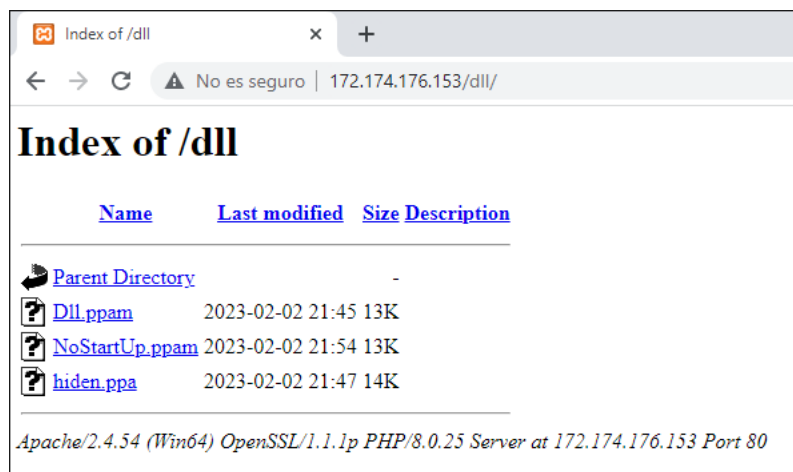 Index of /dll
No es seguro | 172.174.176.153/dll/
Index of /dll
Name Last modified Size Description
Parent Directory -
Dll.ppam 2023-02-02 21:45 13K
NoStartUp.ppam 2023-02-02 21:54 13K
hiden.ppa 2023-02-02 21:47 14K
Apache/2.4.54 (Win64) OpenSSL/1.1.1p PHP/8.0.25 Server at 172.174.176.153 Port 80